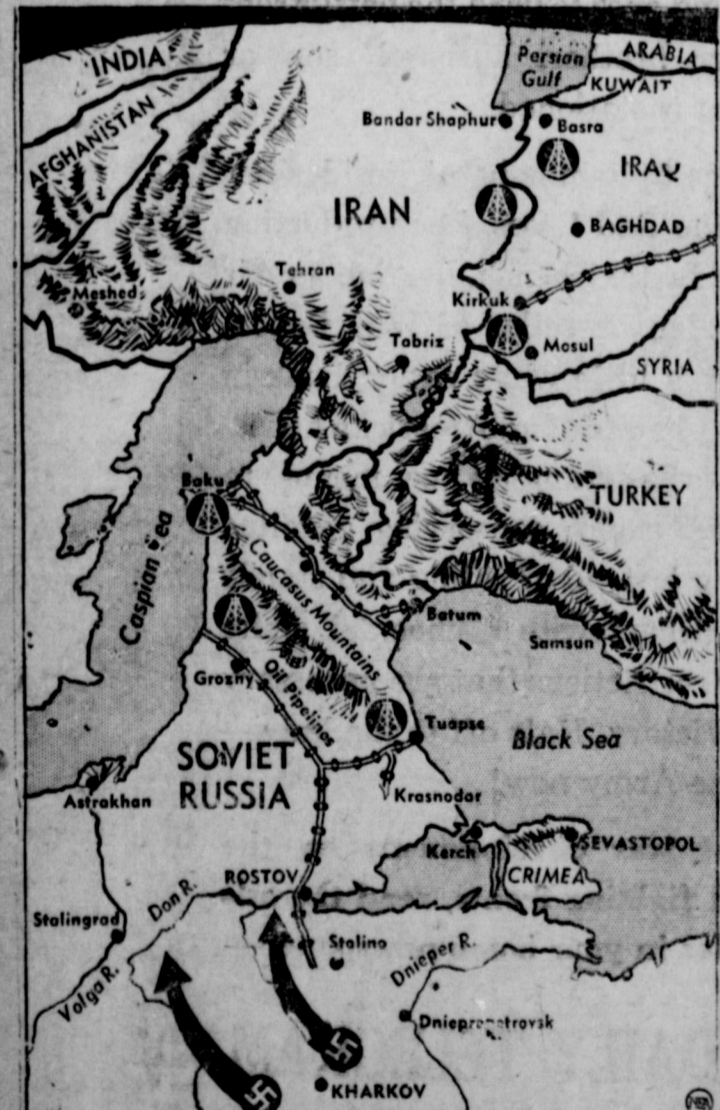 INDIA
Persian
Gulf
ARABIA
KUWAIT
AFGHANISTAN
Bandar Shaphur
Basra
IRAN
IRAQ
BAGHDAD
Tehran
Meshed
Kirkuk
Mosul
Tabriz
SYRIA
TURKEY
Baku
Caspian Sea
Caucasus Mountains
Batum
Samsun
Grozny
Oil Pipelines
Tuapse
Black Sea
SOVIET
RUSSIA
Astrakhan
Krasnodar
Kerch
SEVASTOPOL
CRIMEA
ROSTOV
Don R.
Stalingrad
Stalino
Dnieper R.
Volga R.
Dniepropetrovsk
KHARKOV
NEA